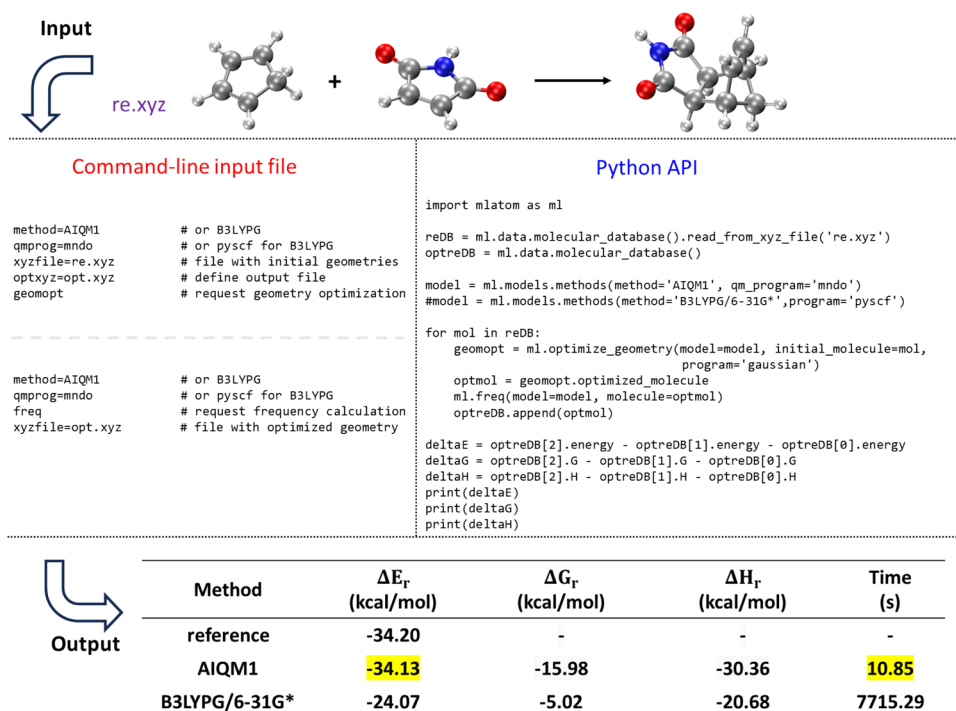 Input
re.xyz
+
Command-line input file
method=AIQM1 # or B3LYPG
qmprog=mndo # or pyscf for B3LYPG
xyzfile=re.xyz # file with initial geometries
optxyz=opt.xyz # define output file
geomopt # request geometry optimization
method=AIQM1 # or B3LYPG
qmprog=mndo # or pyscf for B3LYPG
freq # request frequency calculation
xyzfile=opt.xyz # file with optimized geometry
Python API
import mlatom as ml
reDB = ml.data.molecular_database().read_from_xyz_file('re.xyz')
optreDB = ml.data.molecular_database()
model = ml.models.methods(method='AIQM1', qm_program='mndo')
#model = ml.models.methods(method='B3LYPG/6-31G*',program='pyscf')
for mol in reDB:
    geomopt = ml.optimize_geometry(model=model, initial_molecule=mol,
                                   program='gaussian')
    optmol = geomopt.optimized_molecule
    ml.freq(model=model, molecule=optmol)
    optreDB.append(optmol)
deltaE = optreDB[2].energy - optreDB[1].energy - optreDB[0].energy
deltaG = optreDB[2].G - optreDB[1].G - optreDB[0].G
deltaH = optreDB[2].H - optreDB[1].H - optreDB[0].H
print(deltaE)
print(deltaG)
print(deltaH)
Output
Method ΔEr (kcal/mol) ΔGr (kcal/mol) ΔHr (kcal/mol) Time (s)
reference -34.20 - - -
AIQM1 -34.13 -15.98 -30.36 10.85
B3LYPG/6-31G* -24.07 -5.02 -20.68 7715.29